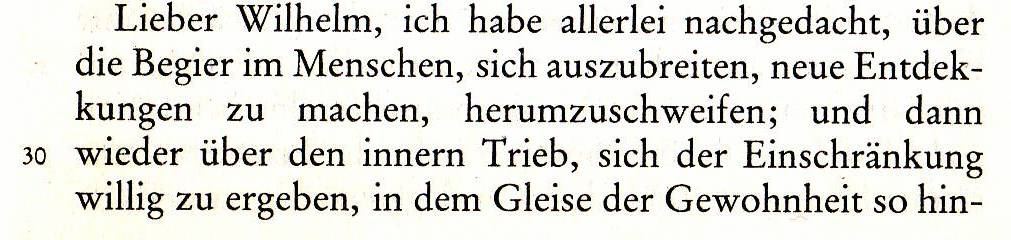 Lieber Wilhelm, ich habe allerlei nachgedacht, über
die Begier im Menschen, sich auszubreiten, neue Entdek-
kungen zu machen, herumzuschweifen; und dann
30 wieder über den innern Trieb, sich der Einschränkung
willig zu ergeben, in dem Gleise der Gewohnheit so hin-